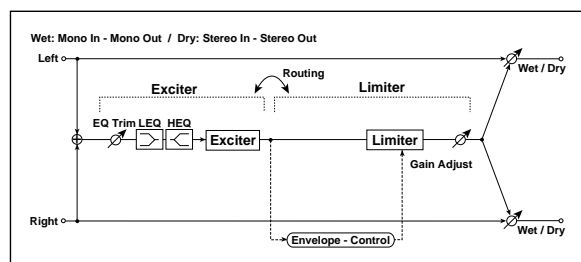 Wet: Mono In - Mono Out / Dry: Stereo In - Stereo Out
Left
Wet / Dry
Routing
Exciter
Limiter
EQ Trim LEQ HEQ
Exciter
Limiter
Gain Adjust
Right
Wet / Dry
Envelope - Control